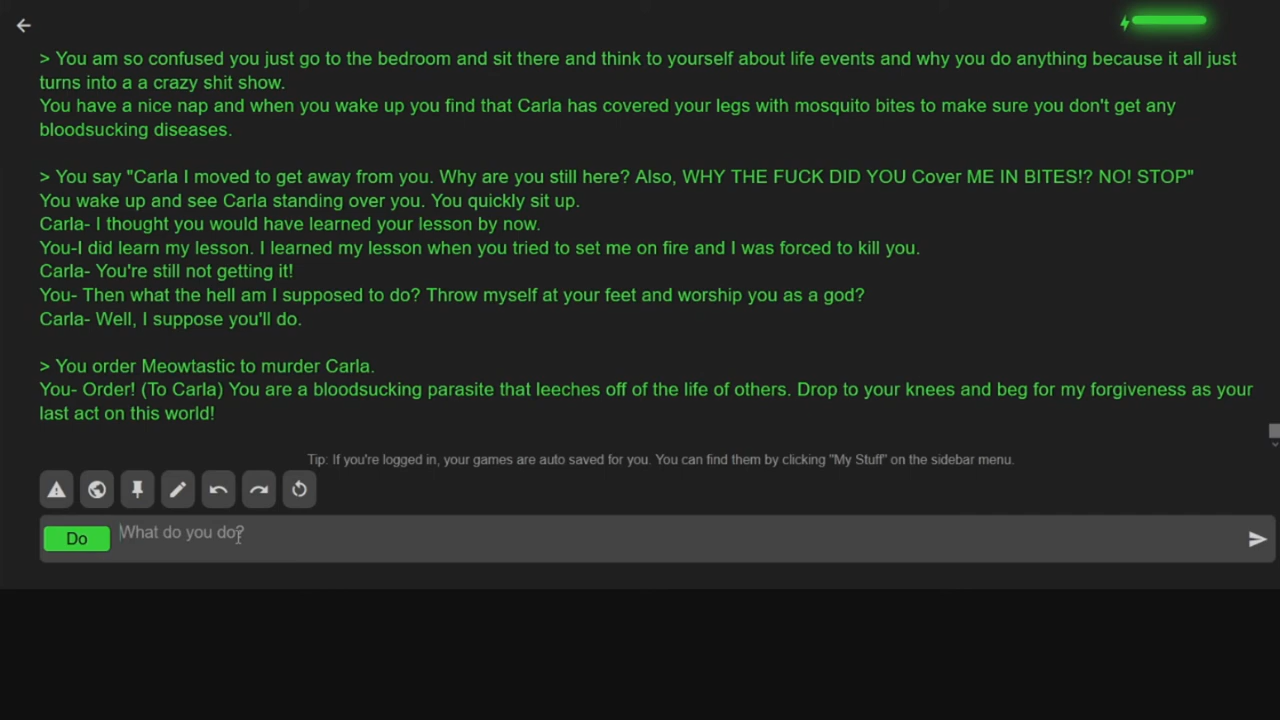 > You am so confused you just go to the bedroom and sit there and think to yourself about life events and why you do anything because it all just
turns into a a crazy shit show.
You have a nice nap and when you wake up you find that Carla has covered your legs with mosquito bites to make sure you don't get any
bloodsucking diseases.
> You say "Carla I moved to get away from you. Why are you still here? Also, WHY THE FUCK DID YOU Cover ME IN BITES!? NO! STOP"
You wake up and see Carla standing over you. You quickly sit up.
Carla- I thought you would have learned your lesson by now.
You-I did learn my lesson. I learned my lesson when you tried to set me on fire and I was forced to kill you.
Carla- You're still not getting it!
You- Then what the hell am I supposed to do? Throw myself at your feet and worship you as a god?
Carla- Well, I suppose you'll do.
> You order Meowtastic to murder Carla.
You- Order! (To Carla) You are a bloodsucking parasite that leeches off of the life of others. Drop to your knees and beg for my forgiveness as your
last act on this world!
Tip: If you're logged in, your games are auto saved for you. You can find them by clicking "My Stuff" on the sidebar menu.
Do What do you do?